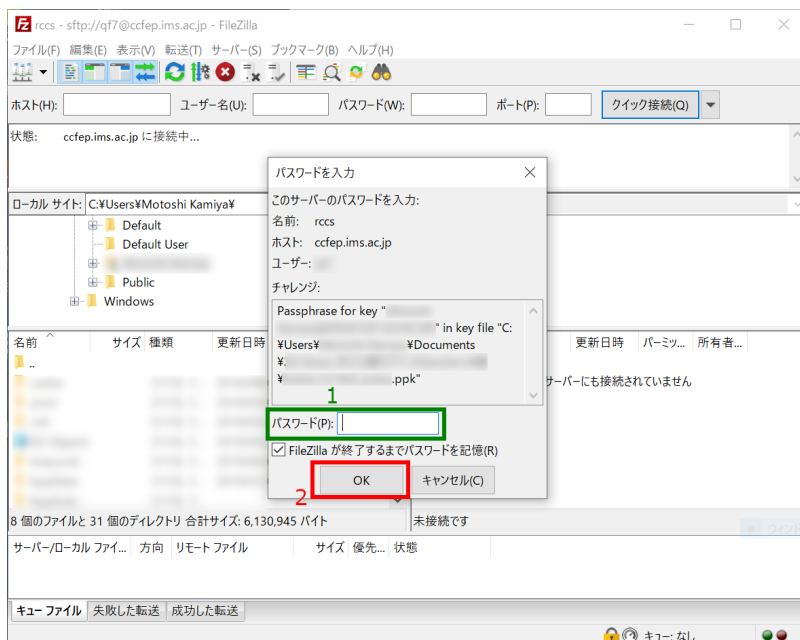 rccs - sftp://qf7@ccfep.ims.ac.jp - FileZilla
ファイル(F) 編集(E) 表示(V) 転送(T) サーバー(S) ブックマーク(B) ヘルプ(H)
ホスト(H): ユーザー名(U): パスワード(W): ポート(P): クイック接続(Q)
状態: ccfep.ims.ac.jp に接続中...
パスワードを入力
このサーバーのパスワードを入力:
名前: rccs
ホスト: ccfep.ims.ac.jp
ユーザー:
チャレンジ:
Passphrase for key "
" in key file "C:
¥Users¥ ¥Documents
¥.
¥ .ppk"
1
パスワード(P):
FileZilla が終了するまでパスワードを記憶(R)
2
OK キャンセル(C)
ローカル サイト: C:¥Users¥Motoshi Kamiya¥
Default
Default User
Public
Windows
名前 サイズ 種類 更新日時
..
8 個のファイルと 31 個のディレクトリ 合計サイズ: 6,130,945 バイト
更新日時 パーミッ... 所有者...
ーバーにも接続されていません
未接続です
サーバー/ローカル ファイ... 方向 リモート ファイル サイズ 優先... 状態
キュー ファイル 失敗した転送 成功した転送
キュー: なし